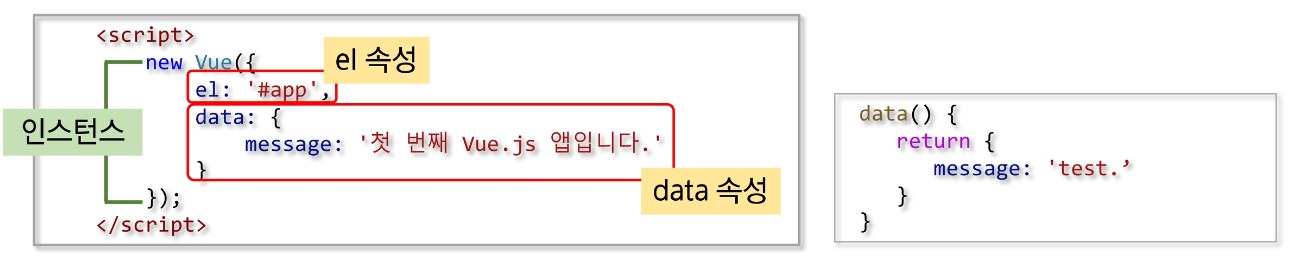 <script>
new Vue({
el 속성
el: '#app',
data: {
인스턴스
message: '첫 번째 Vue.js 앱입니다.'
}
data 속성
});
</script>
data() {
return {
message: 'test.’
}
}